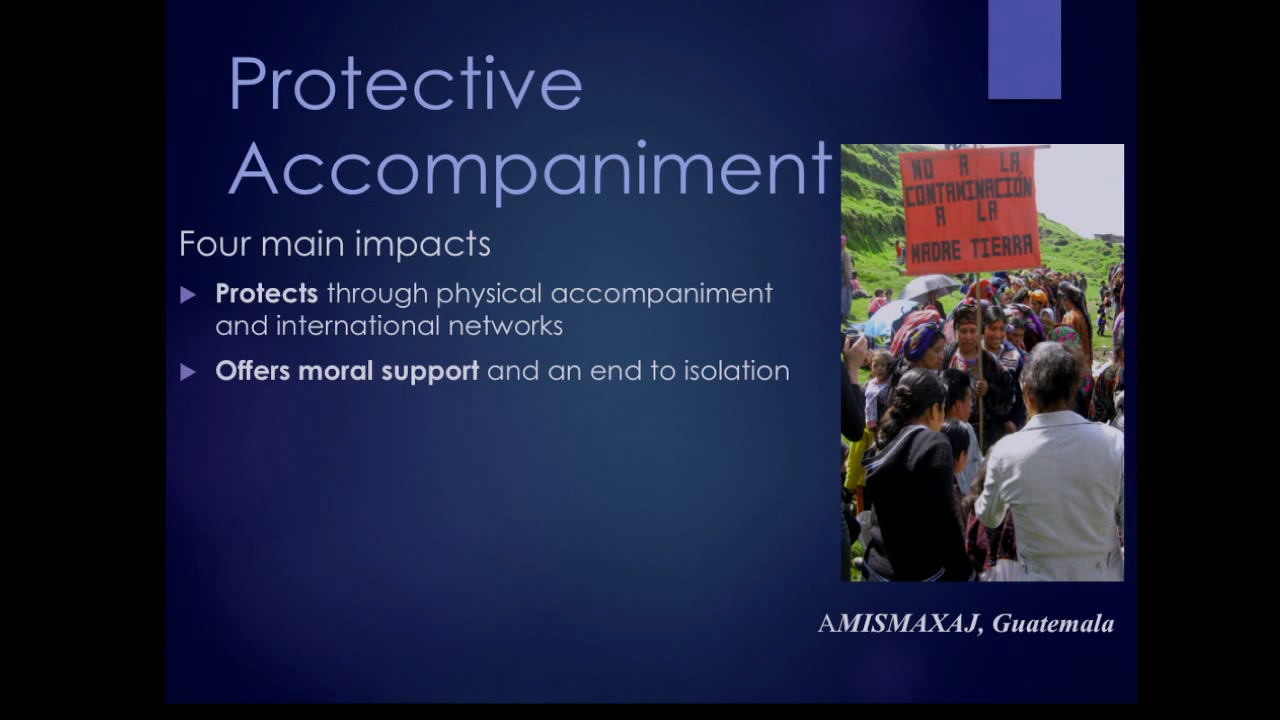 Protective
Accompaniment
Four main impacts
Protects through physical accompaniment
and international networks
Offers moral support and an end to isolation
NO A LA
CONTAMINACIÓN
A LA
MADRE TIERRA
AMISMAXAJ, Guatemala